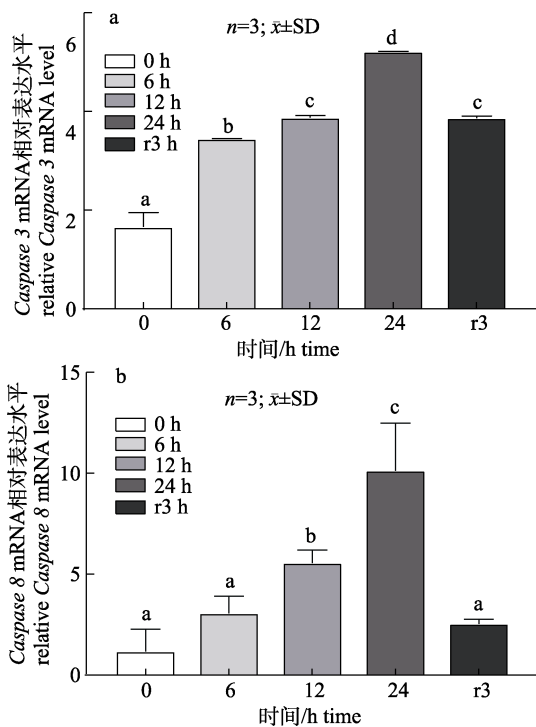 a
n=3; x̄±SD
0 h
6 h
12 h
24 h
r3 h
Caspase 3 mRNA相对表达水平
relative Caspase 3 mRNA level
6
4
2
0
a
b
c
d
c
0 6 12 24 r3
时间/h time
b
n=3; x̄±SD
0 h
6 h
12 h
24 h
r3 h
Caspase 8 mRNA相对表达水平
relative Caspase 8 mRNA level
15
10
5
0
a
a
b
c
a
0 6 12 24 r3
时间/h time